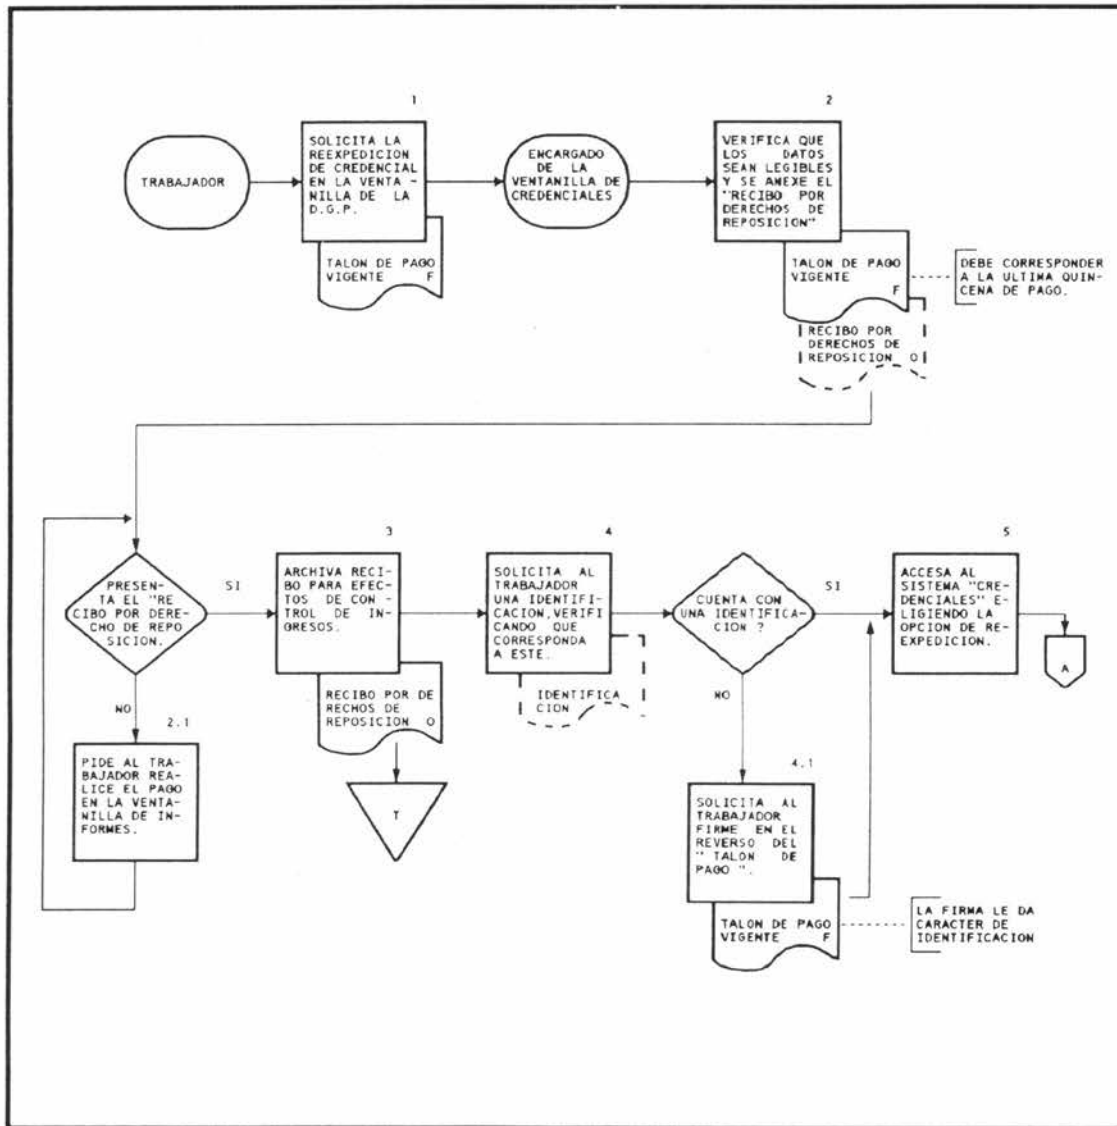 1
2
TRABAJADOR
SOLICITA LA
REEXPEDICION
DE CREDENCIAL
EN LA VENTA -
NILLA DE LA
D.G.P.
TALON DE PAGO
VIGENTE F
ENCARGADO
DE LA
VENTANILLA DE
CREDENCIALES
VERIFICA QUE
LOS DATOS
SEAN LEGIBLES
Y SE ANEXE EL
"RECIBO POR
DERECHOS DE
REPOSICION"
TALON DE PAGO
VIGENTE
F
DEBE CORRESPONDER
A LA ULTIMA QUIN-
CENA DE PAGO.
RECIBO POR
DERECHOS DE
REPOSICION O
3
4
5
PRESEN-
TA EL "RE
CIBO POR DERE-
CHO DE REPO
SICION.
SI
NO
2.1
PIDE AL TRA-
BAJADOR REA-
LICE EL PAGO
EN LA VENTA-
NILLA DE IN-
FORMES.
ARCHIVA RECI-
BO PARA EFEC-
TOS DE CON -
TROL DE IN-
GRESOS.
RECIBO POR DE
RECHOS DE
REPOSICION O
T
SOLICITA AL
TRABAJADOR
UNA IDENTIFI-
CACION,VERIFI-
CANDO QUE
CORRESPONDA
A ESTE.
IDENTIFICA
CION
CUENTA CON
UNA IDENTIFICA-
CION ?
SI
NO
4.1
SOLICITA AL
TRABAJADOR
FIRME EN EL
REVERSO DEL
" TALON DE
PAGO ".
TALON DE PAGO
VIGENTE F
LA FIRMA LE DA
CARACTER DE
IDENTIFICACION
ACCESA AL
SISTEMA "CRE-
DENCIALES" E-
LIGIENDO LA
OPCION DE RE-
EXPEDICION.
A